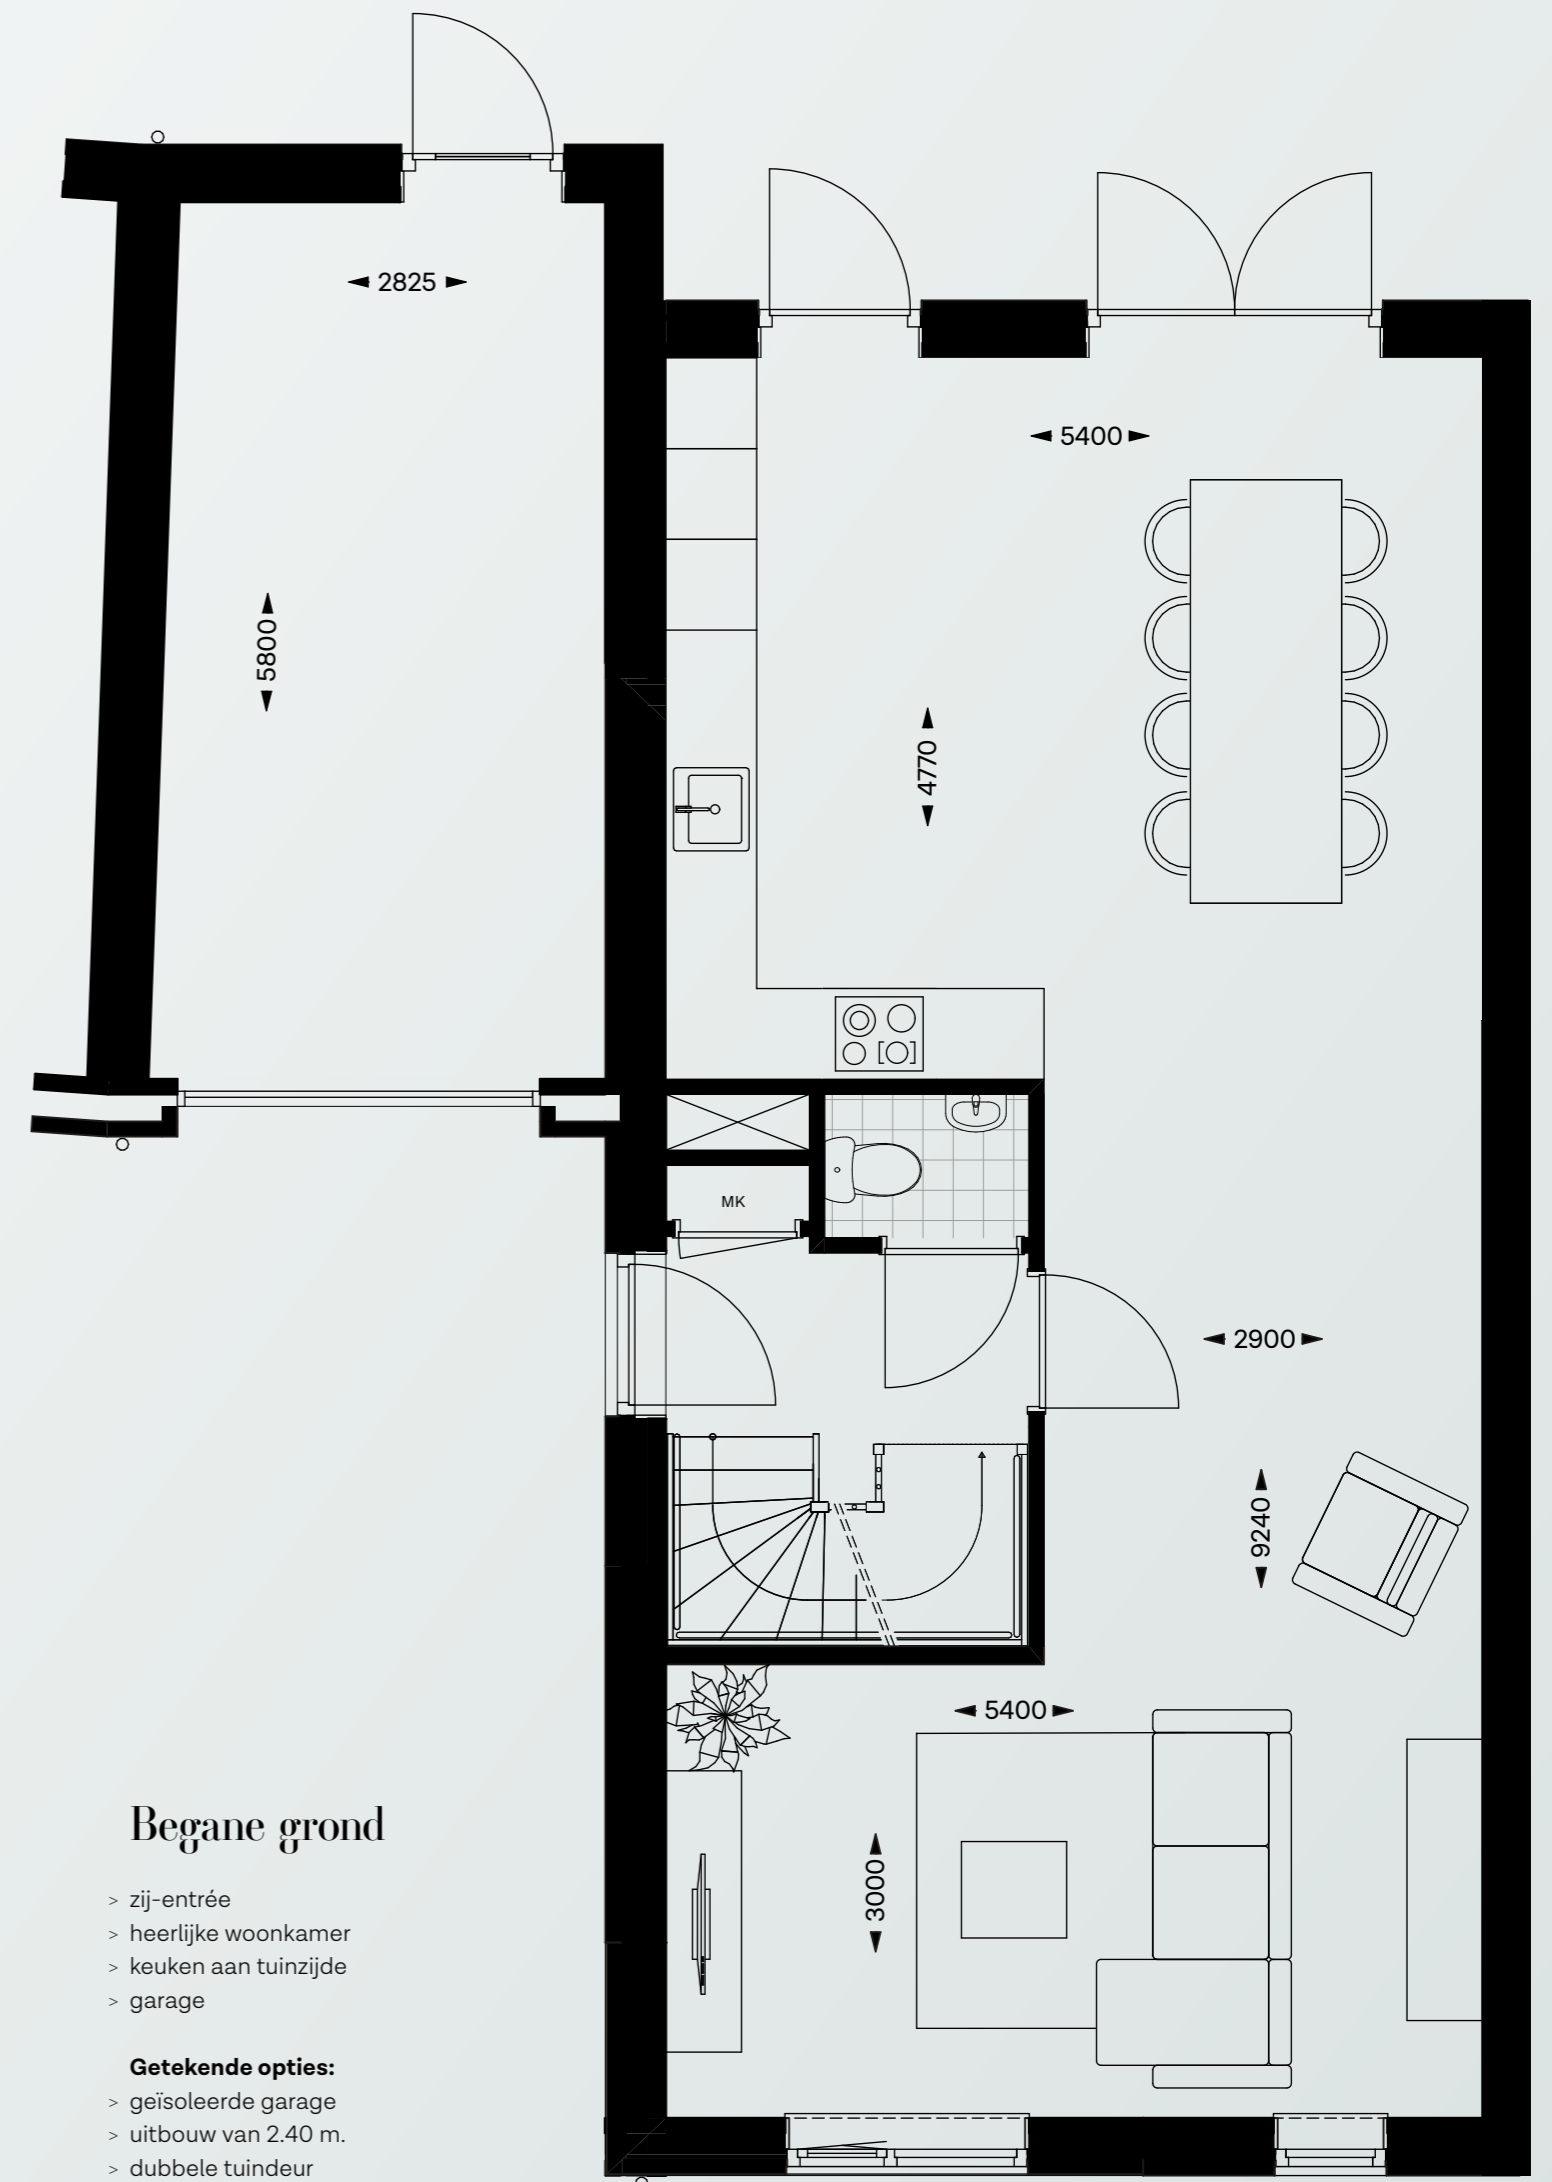 2825
5400
5800
4770
MK
2900
9240
5400
3000
Begane grond
> zij-entrée
> heerlijke woonkamer
> keuken aan tuinzijde
> garage
Getekende opties:
> geïsoleerde garage
> uitbouw van 2.40 m.
> dubbele tuindeur